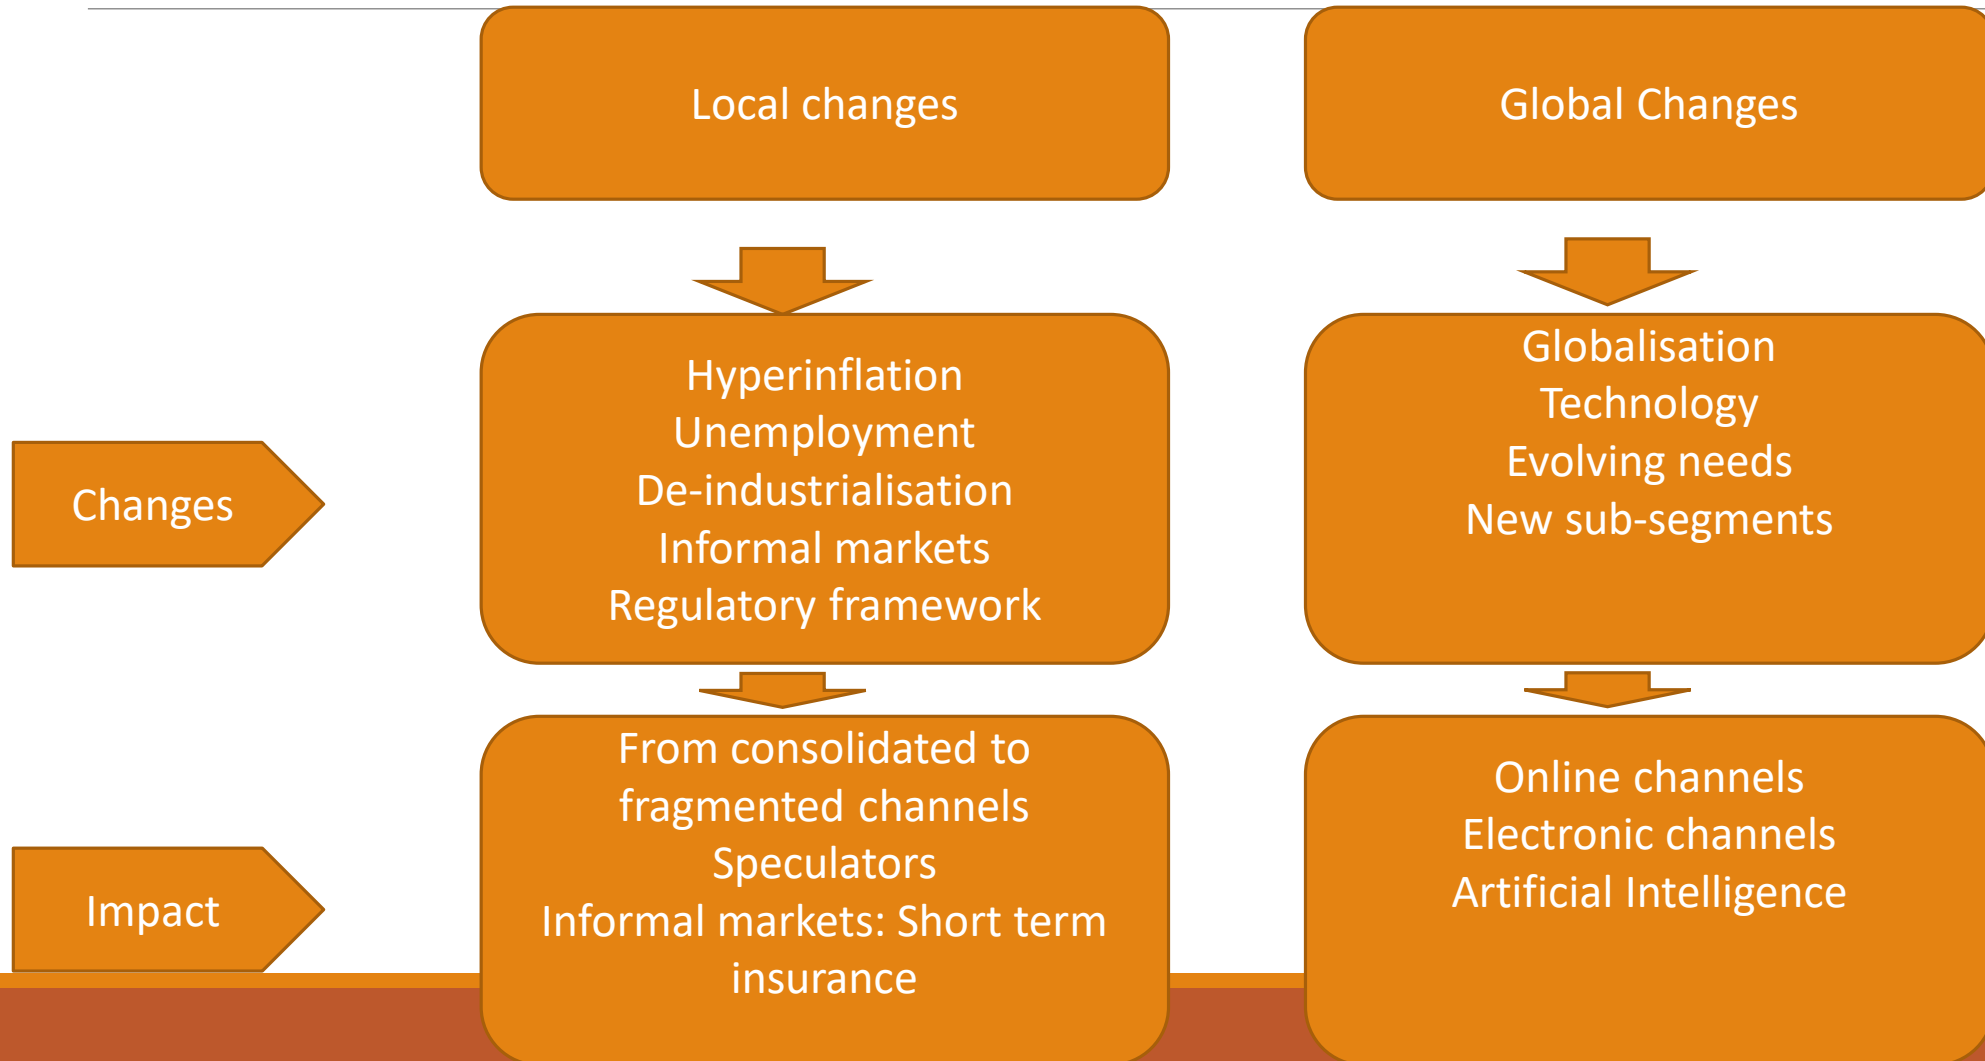 Local changes
Global Changes
Changes
Hyperinflation
Unemployment
De-industrialisation
Informal markets
Regulatory framework
Globalisation
Technology
Evolving needs
New sub-segments
Impact
From consolidated to
fragmented channels
Speculators
Informal markets: Short term
insurance
Online channels
Electronic channels
Artificial Intelligence